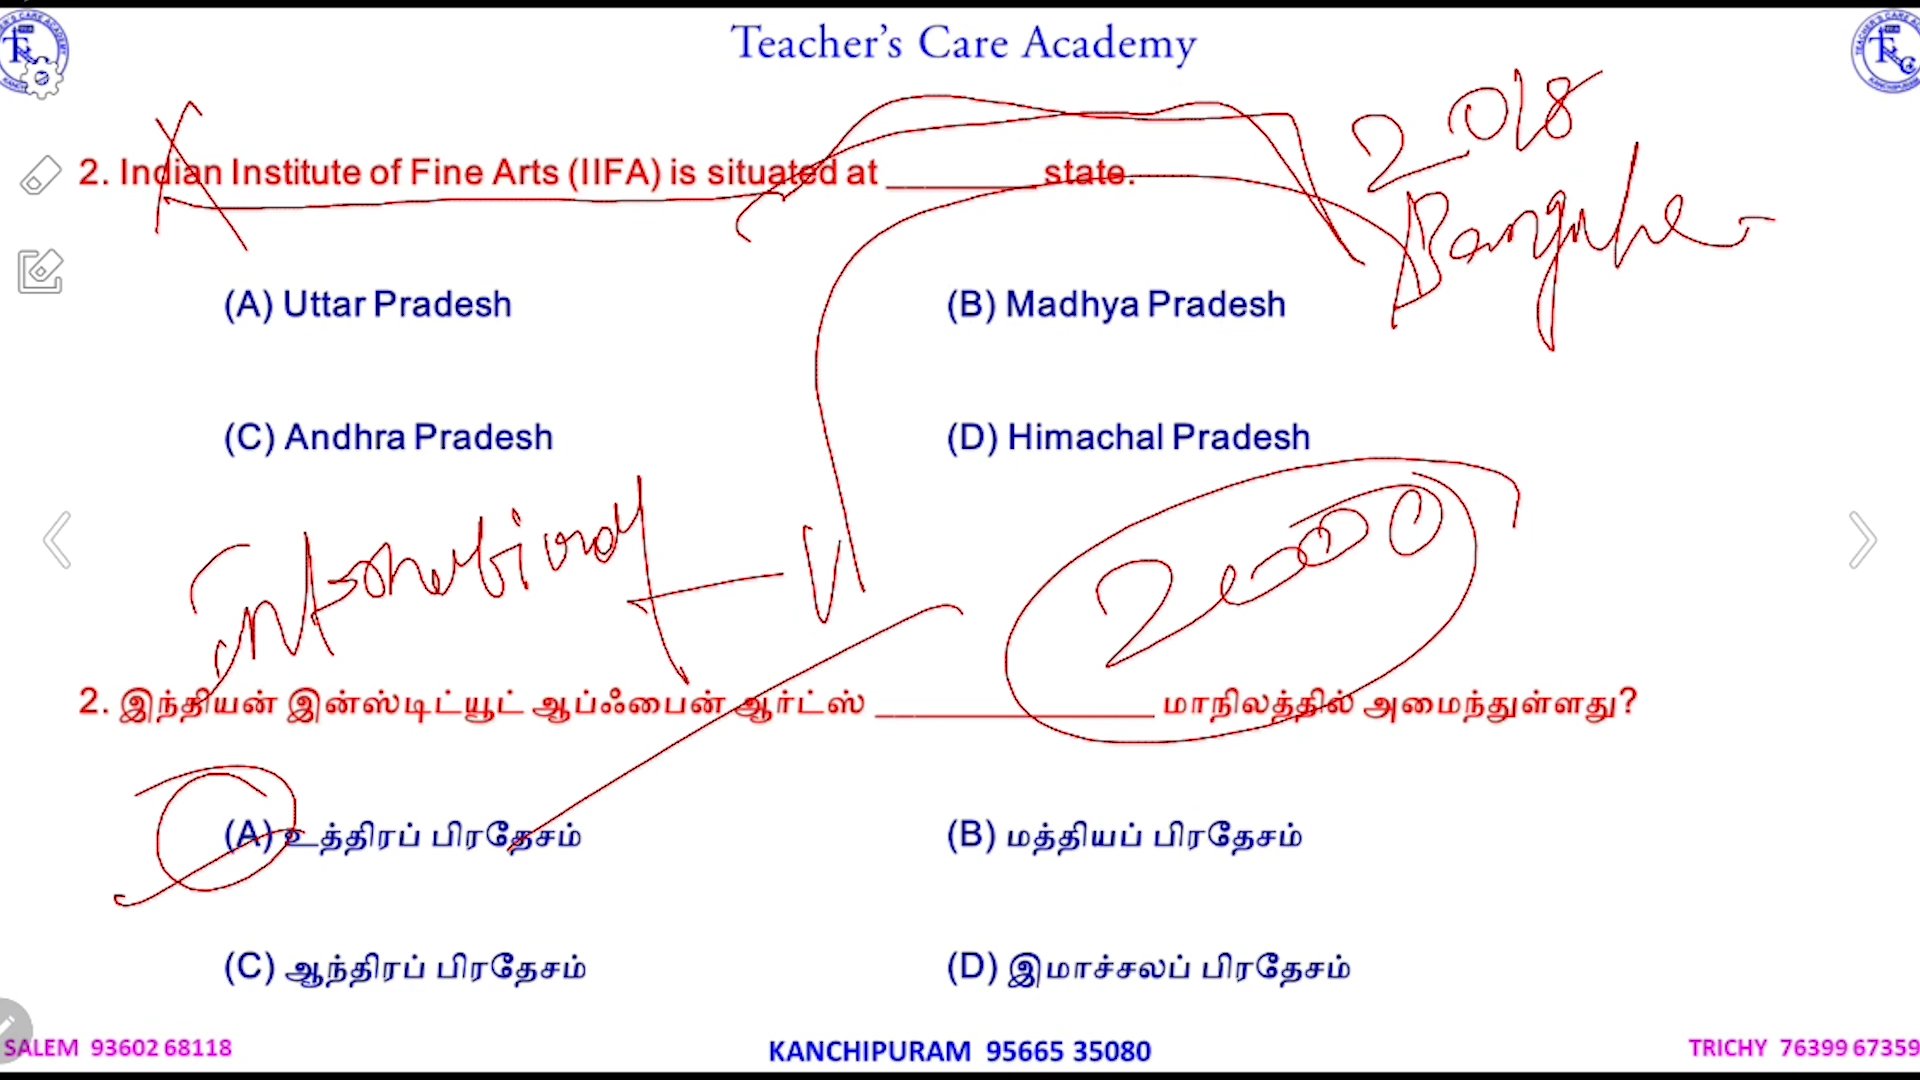 Teacher's Care Academy
2018
2. Indian Institute of Fine Arts (IIFA) is situated at ________ state.
(A) Uttar Pradesh
(B) Madhya Pradesh
(C) Andhra Pradesh
(D) Himachal Pradesh
2. இந்தியன் இன்ஸ்டிட்யூட் ஆப்ஃபைன் ஆர்ட்ஸ் _______________ மாநிலத்தில் அமைந்துள்ளது?
(A) உத்திரப் பிரதேசம்
(B) மத்தியப் பிரதேசம்
(C) ஆந்திரப் பிரதேசம்
(D) இமாச்சலப் பிரதேசம்
SALEM 93602 68118
KANCHIPURAM 95665 35080
TRICHY 76399 67359